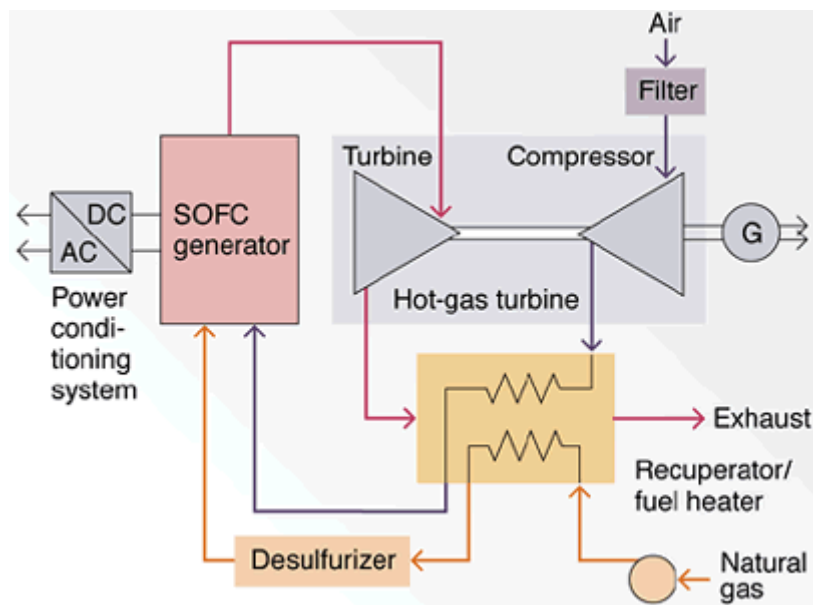 Air
Filter
Turbine
Compressor
DC
AC
SOFC
generator
G
Power
condi-
tioning
system
Hot-gas turbine
Exhaust
Recuperator/
fuel heater
Desulfurizer
Natural
gas